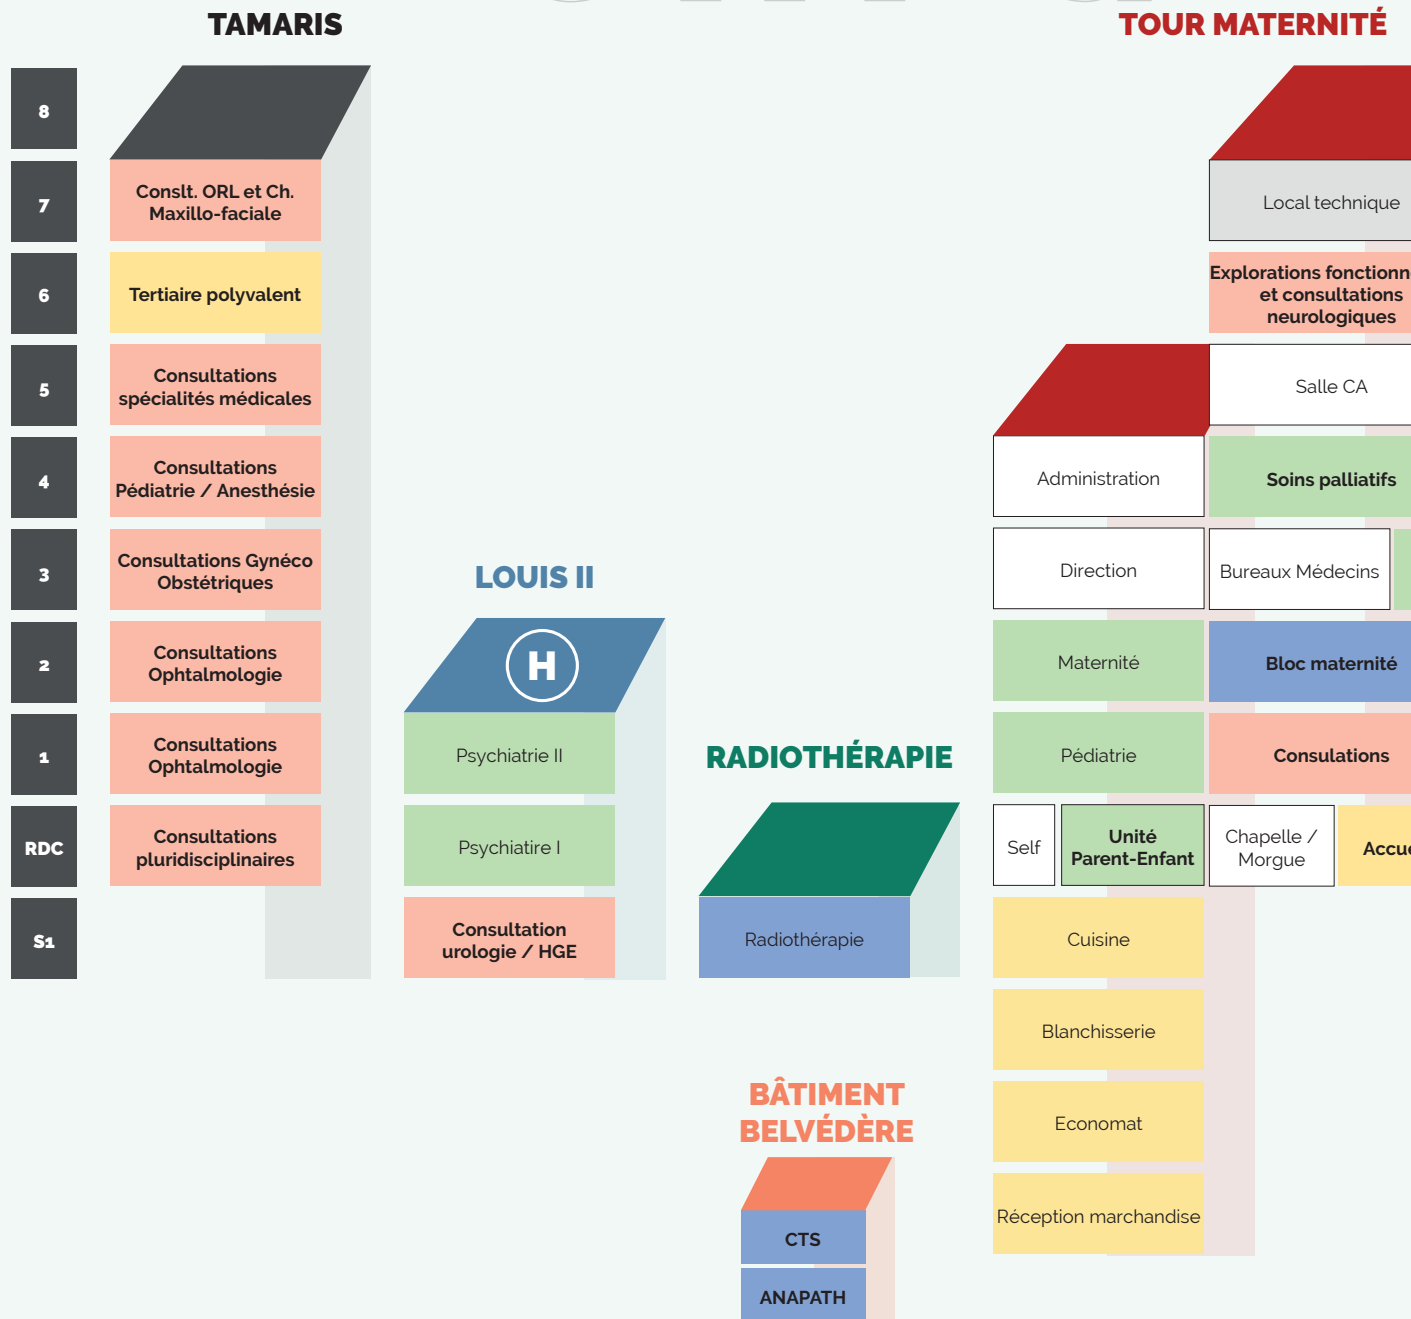 TAMARIS
8
7
6
5
4
3
2
1
RDC
S1
Conslt. ORL et Ch.
Maxillo-faciale
Tertiaire polyvalent
Consultations
spécialités médicales
Consultations
Pédiatrie / Anesthésie
Consultations Gynéco
Obstétriques
Consultations
Ophtalmologie
Consultations
Ophtalmologie
Consultations
pluridisciplinaires
LOUIS II
H
Psychiatrie II
Psychiatire I
Consultation
urologie / HGE
RADIOTHÉRAPIE
Radiothérapie
BÂTIMENT
BELVÉDÈRE
CTS
ANAPATH
TOUR MATERNITÉ
Local technique
Explorations fonctionn
et consultations
neurologiques
Salle CA
Administration
Soins palliatifs
Direction
Bureaux Médecins
Maternité
Bloc maternité
Pédiatrie
Consulations
Self
Unité
Parent-Enfant
Chapelle /
Morgue
Accue
Cuisine
Blanchisserie
Economat
Réception marchandise